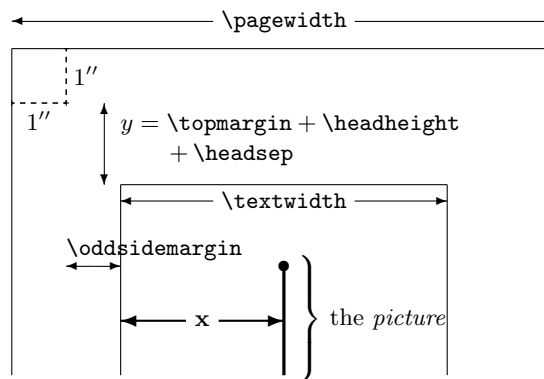 \pagewidth
1″
1″
y = \topmargin + \headheight
+ \headsep
\textwidth
\oddsidemargin
x
the picture